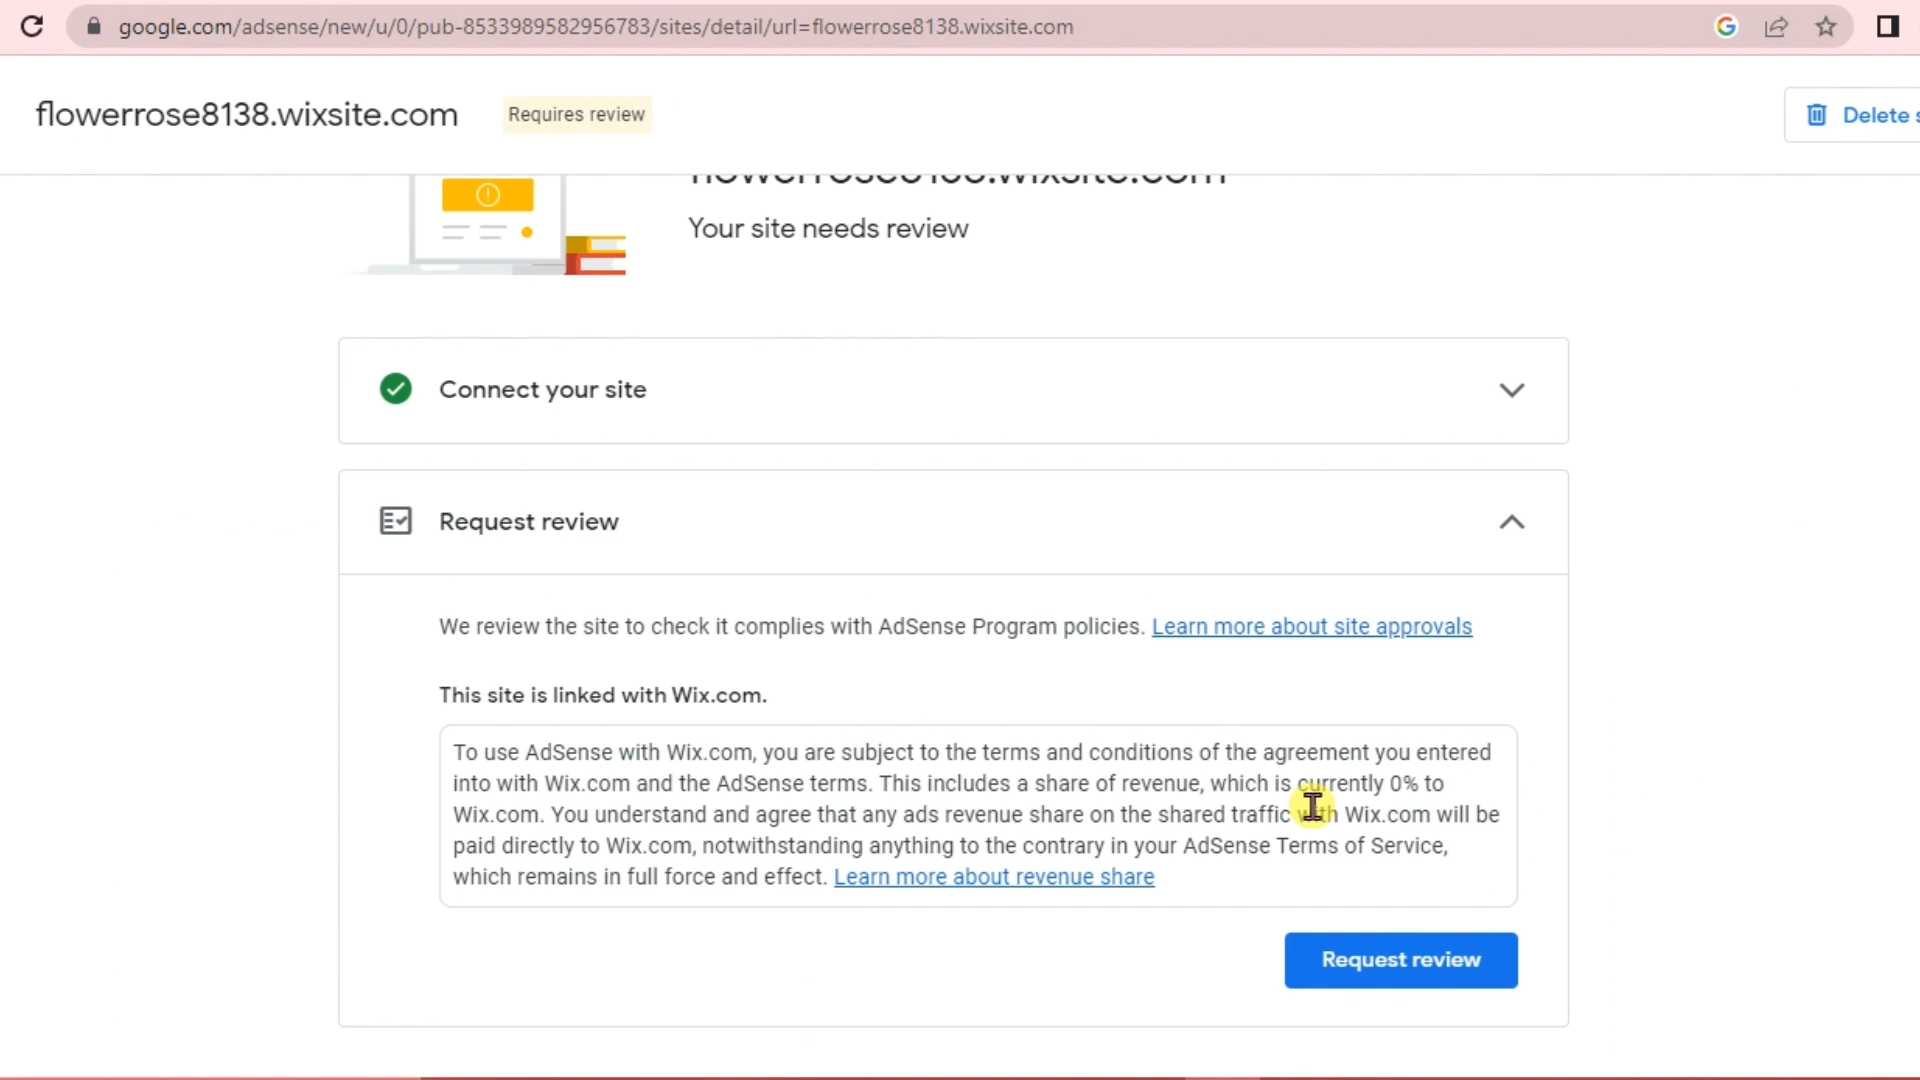 google.com/adsense/new/u/0/pub-8533989582956783/sites/detail/url=flowerrose8138.wixsite.com
flowerrose8138.wixsite.com
Requires review
Delete s
flowerrose8138.wixsite.com
Your site needs review
Connect your site
Request review
We review the site to check it complies with AdSense Program policies. Learn more about site approvals
This site is linked with Wix.com.
To use AdSense with Wix.com, you are subject to the terms and conditions of the agreement you entered
into with Wix.com and the AdSense terms. This includes a share of revenue, which is currently 0% to
Wix.com. You understand and agree that any ads revenue share on the shared traffic with Wix.com will be
paid directly to Wix.com, notwithstanding anything to the contrary in your AdSense Terms of Service,
which remains in full force and effect. Learn more about revenue share
Request review